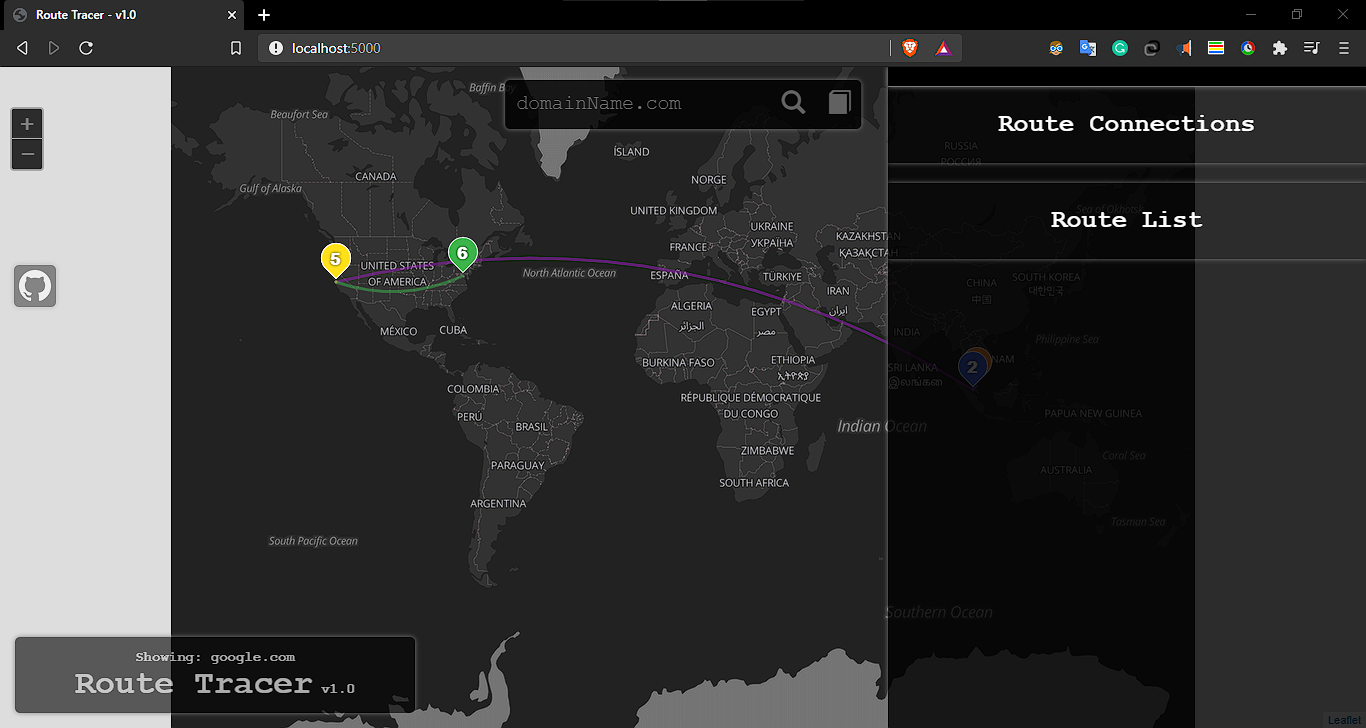 Route Tracer - v1.0
localhost:5000
+
−
domainName.com
Route Connections
Route List
Baffin Bay
Beaufort Sea
ÍSLAND
RUSSIA
РОССИЯ
CANADA
NORGE
Gulf of Alaska
UNITED KINGDOM
Sea of Okhotsk
UKRAINE
УКРАЇНА
KAZAKHSTAN
ҚАЗАҚСТАН
FRANCE
5
6
UNITED STATES
OF AMERICA
North Atlantic Ocean
ESPAÑA
TÜRKIYE
IRAN
ایران
CHINA
中国
SOUTH KOREA
대한민국
ALGERIA
الجزائر
EGYPT
مصر
MÉXICO
CUBA
INDIA
Philippine Sea
BURKINA FASO
ETHIOPIA
ኢትዮጵያ
SRI LANKA
இலங்கை
2
NAM
COLOMBIA
RÉPUBLIQUE DÉMOCRATIQUE
DU CONGO
PERÚ
BRASIL
PAPUA NEW GUINEA
Indian Ocean
ZIMBABWE
Coral Sea
PARAGUAY
AUSTRALIA
SOUTH AFRICA
ARGENTINA
Tasman Sea
South Pacific Ocean
Southern Ocean
Showing: google.com
Route Tracer v1.0
Leaflet